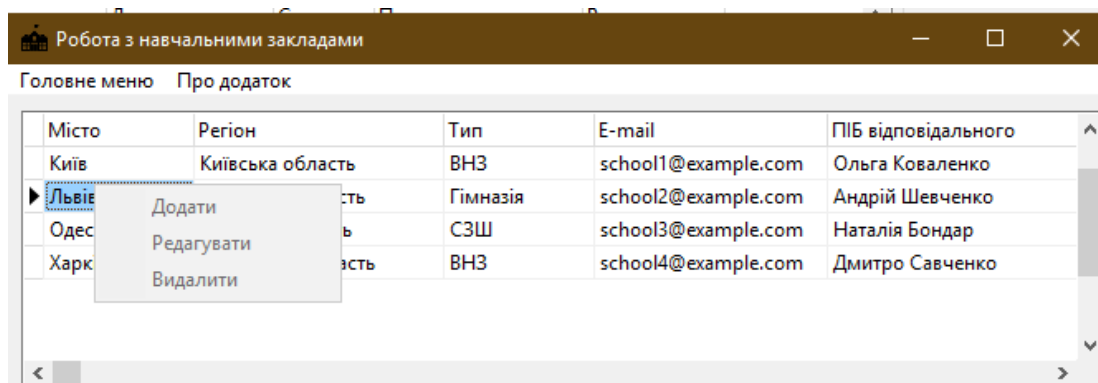 Робота з навчальними закладами
Головне меню Про додаток
Місто Регіон Тип E-mail ПІБ відповідального
Київ Київська область ВНЗ school1@example.com Ольга Коваленко
Львів Гімназія school2@example.com Андрій Шевченко
СЗШ school3@example.com Наталія Бондар
ВНЗ school4@example.com Дмитро Савченко
Додати
Редагувати
Видалити